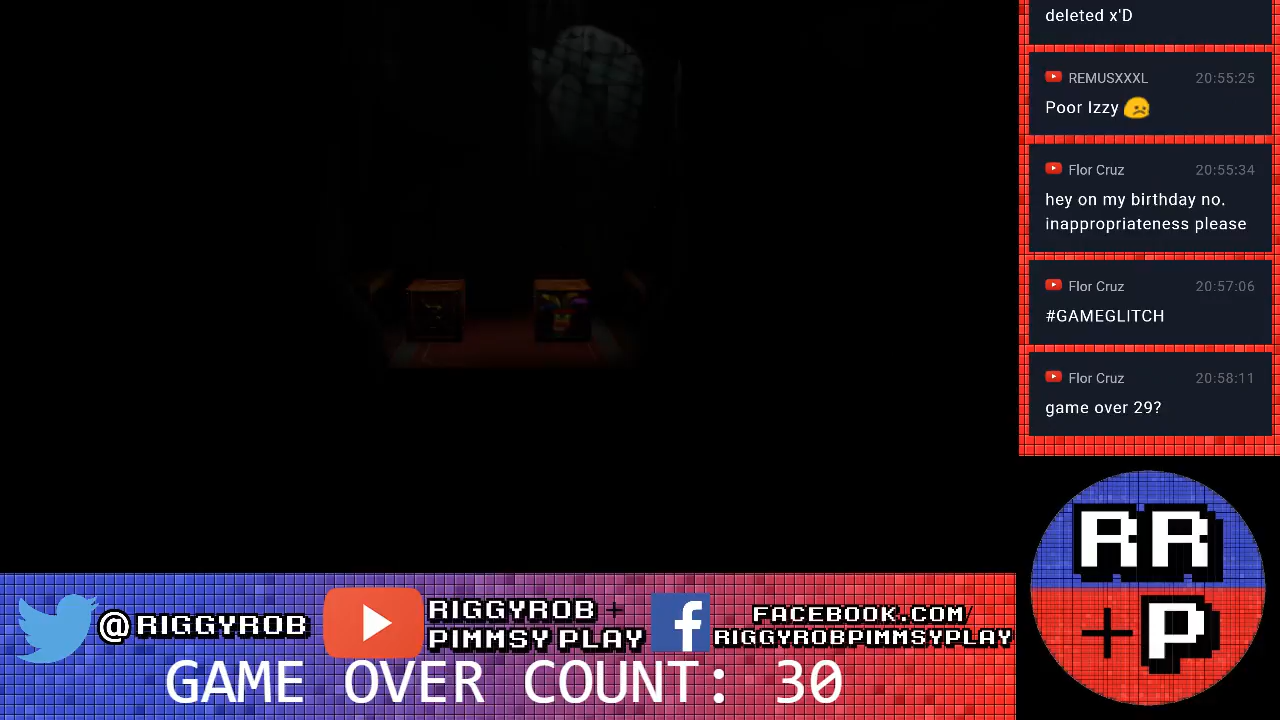 deleted x'D
REMUSXXXL 20:55:25
Poor Izzy
Flor Cruz 20:55:34
hey on my birthday no.
inappropriateness please
Flor Cruz 20:57:06
#GAMEGLITCH
Flor Cruz 20:58:11
game over 29?
RR
+P
@RIGGYROB
RIGGYROB +
PIMMSY PLAY
FACEBOOK.COM/
RIGGYROBPIMMSYPLAY
GAME OVER COUNT: 30